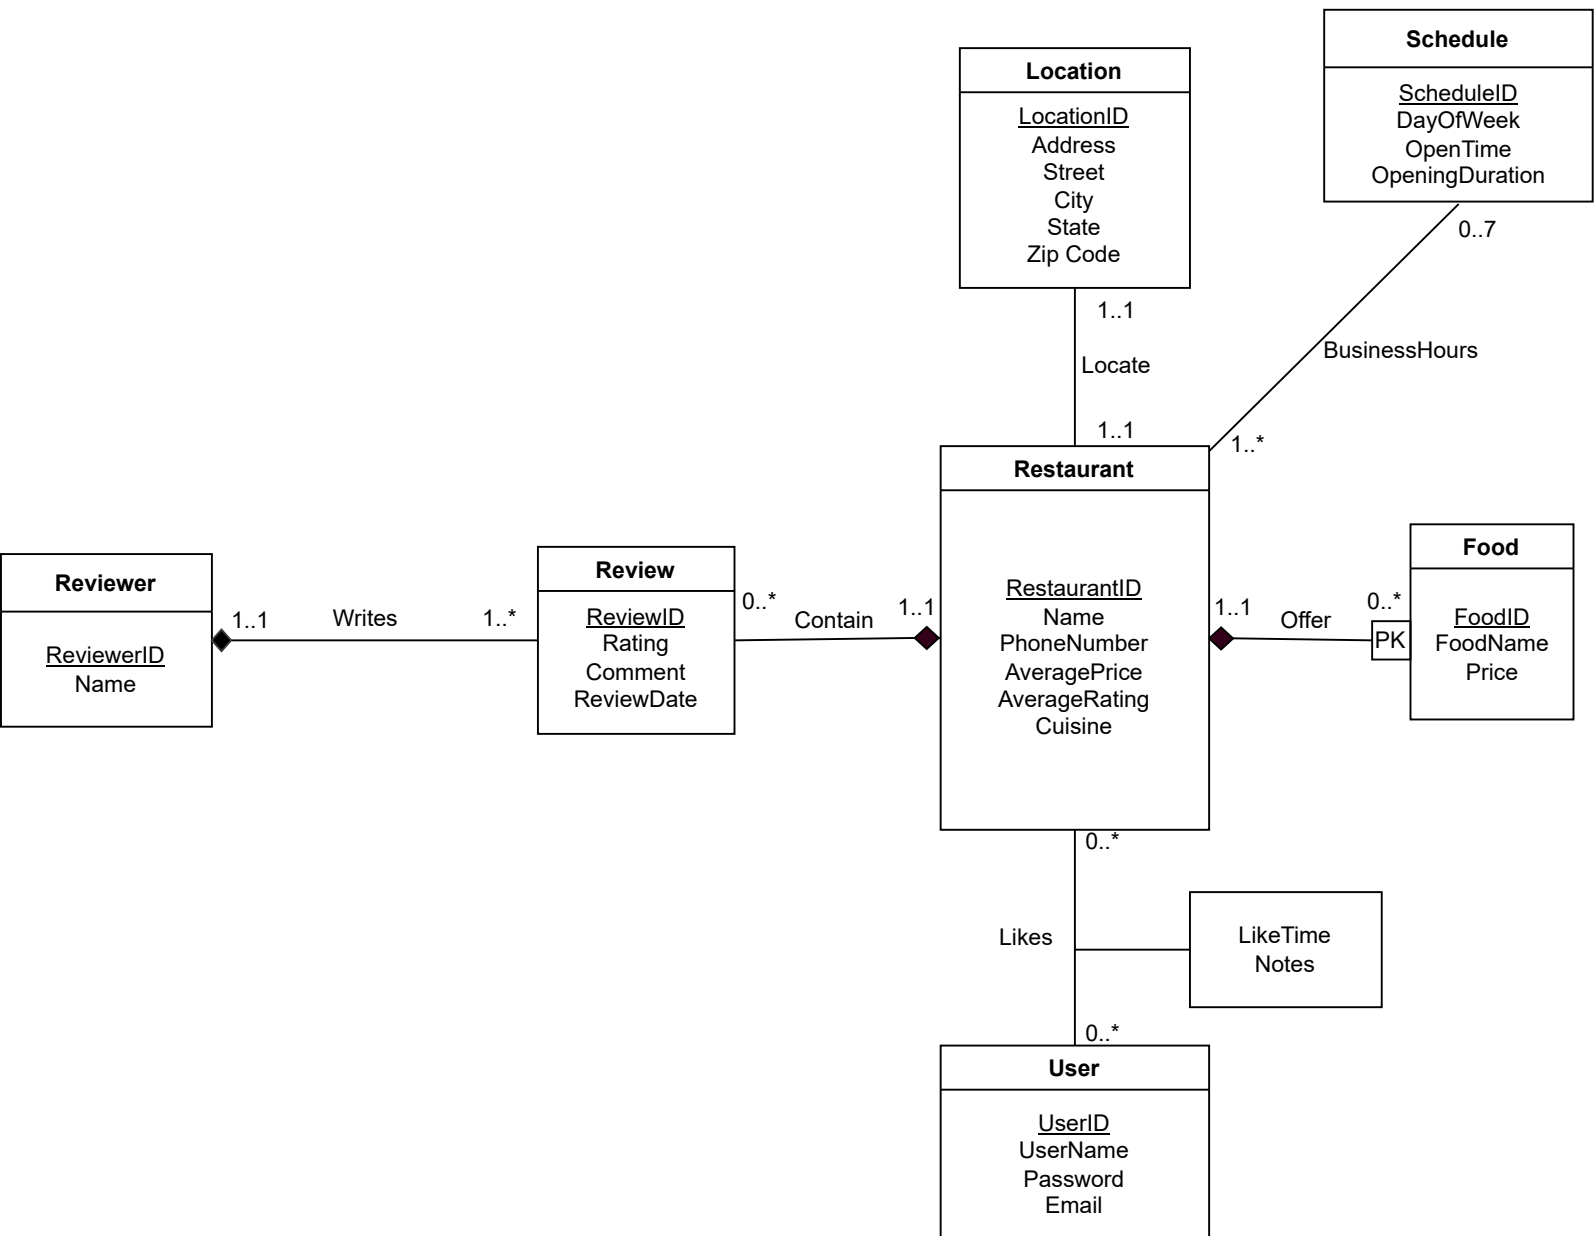 Schedule
ScheduleID
DayOfWeek
OpenTime
OpeningDuration
0..7
Location
LocationID
Address
Street
City
State
Zip Code
1..1
Locate
1..1
BusinessHours
1..*
Restaurant
RestaurantID
Name
PhoneNumber
AveragePrice
AverageRating
Cuisine
Reviewer
ReviewerID
Name
1..1
Writes
1..*
Review
ReviewID
Rating
Comment
ReviewDate
0..*
Contain
1..1
1..1
Offer
0..*
PK
Food
FoodID
FoodName
Price
0..*
Likes
LikeTime
Notes
0..*
User
UserID
UserName
Password
Email